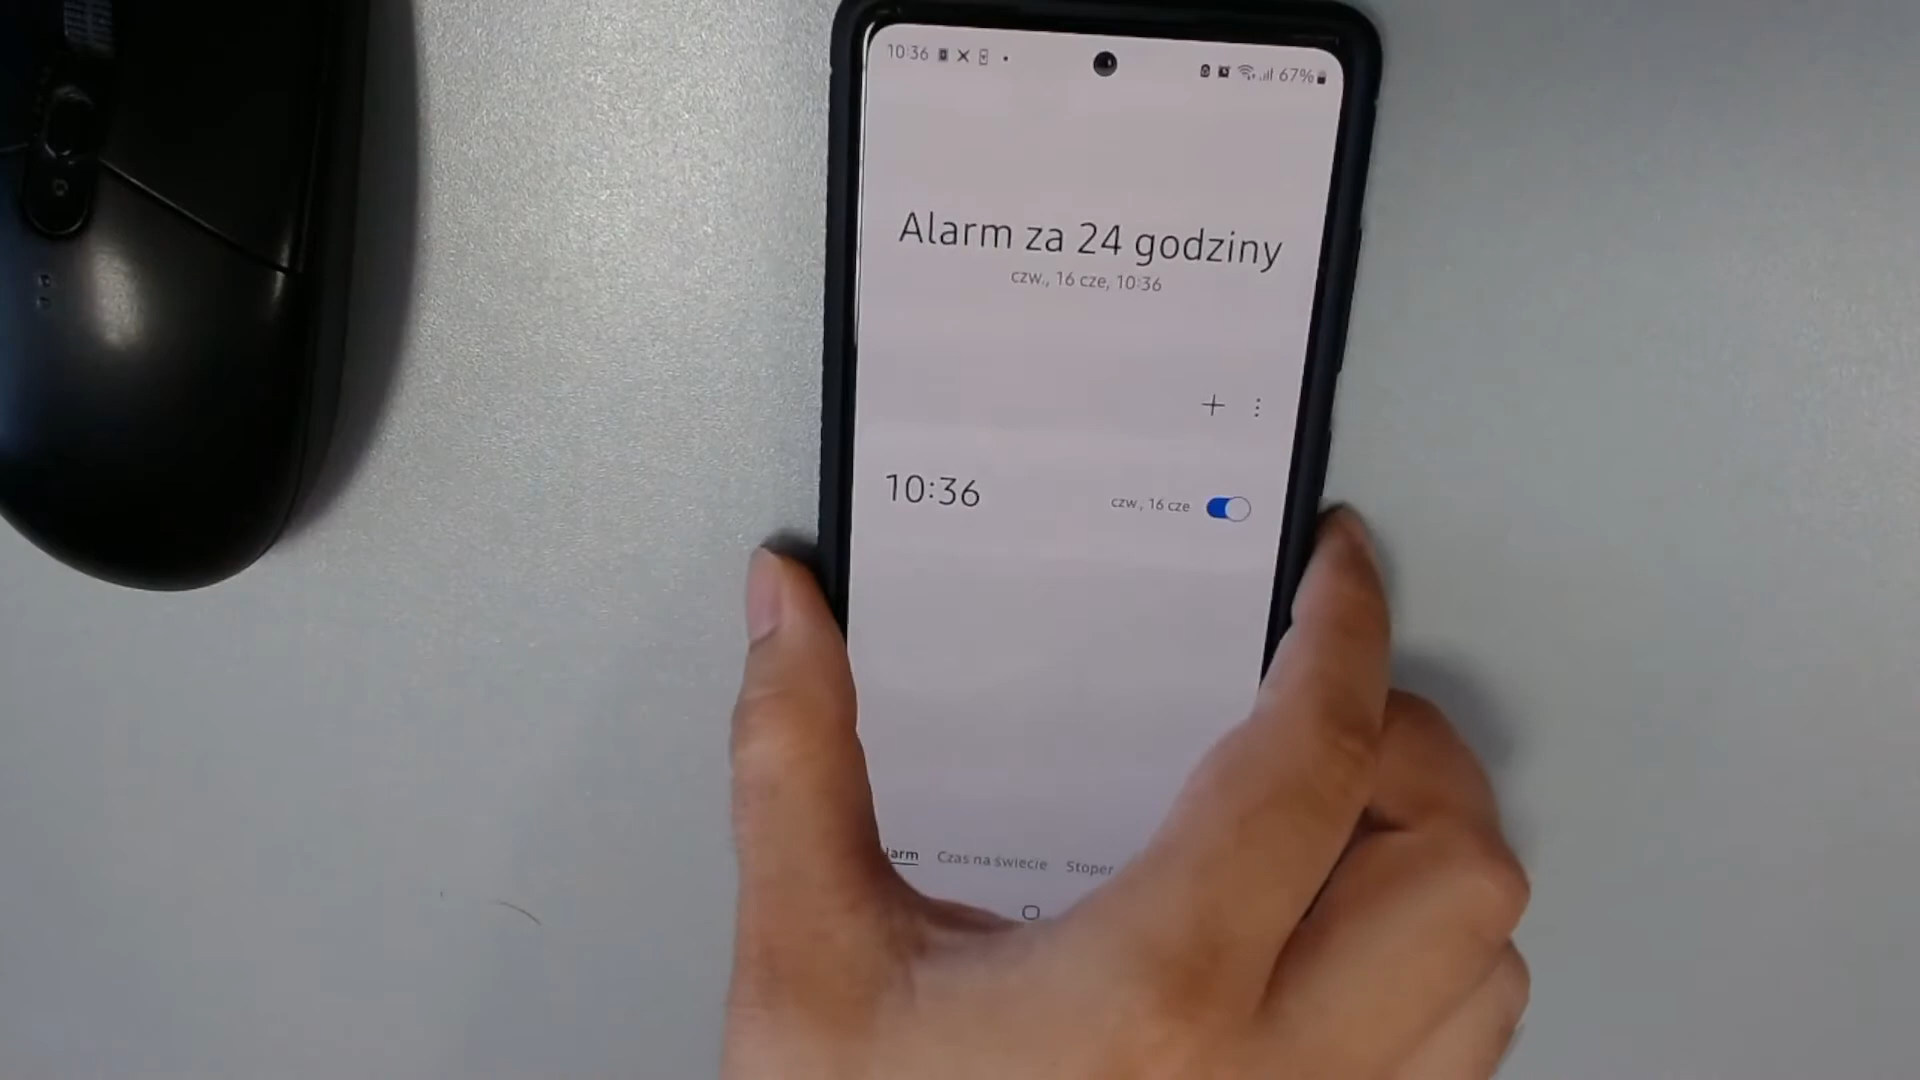 10:36
67%
Alarm za 24 godziny
czw., 16 cze, 10:36
10:36
czw., 16 cze
larm Czas na świecie Stoper